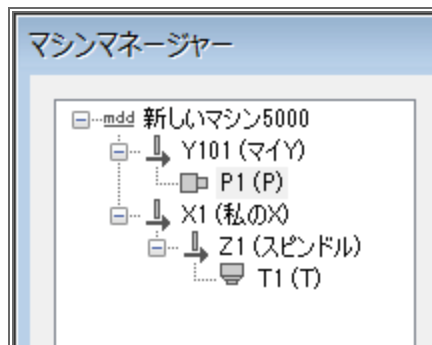 マシンマネージャー
mdd 新しいマシン5000
Y101 (マイY)
P1 (P)
X1 (私のX)
Z1 (スピンドル)
T1 (T)